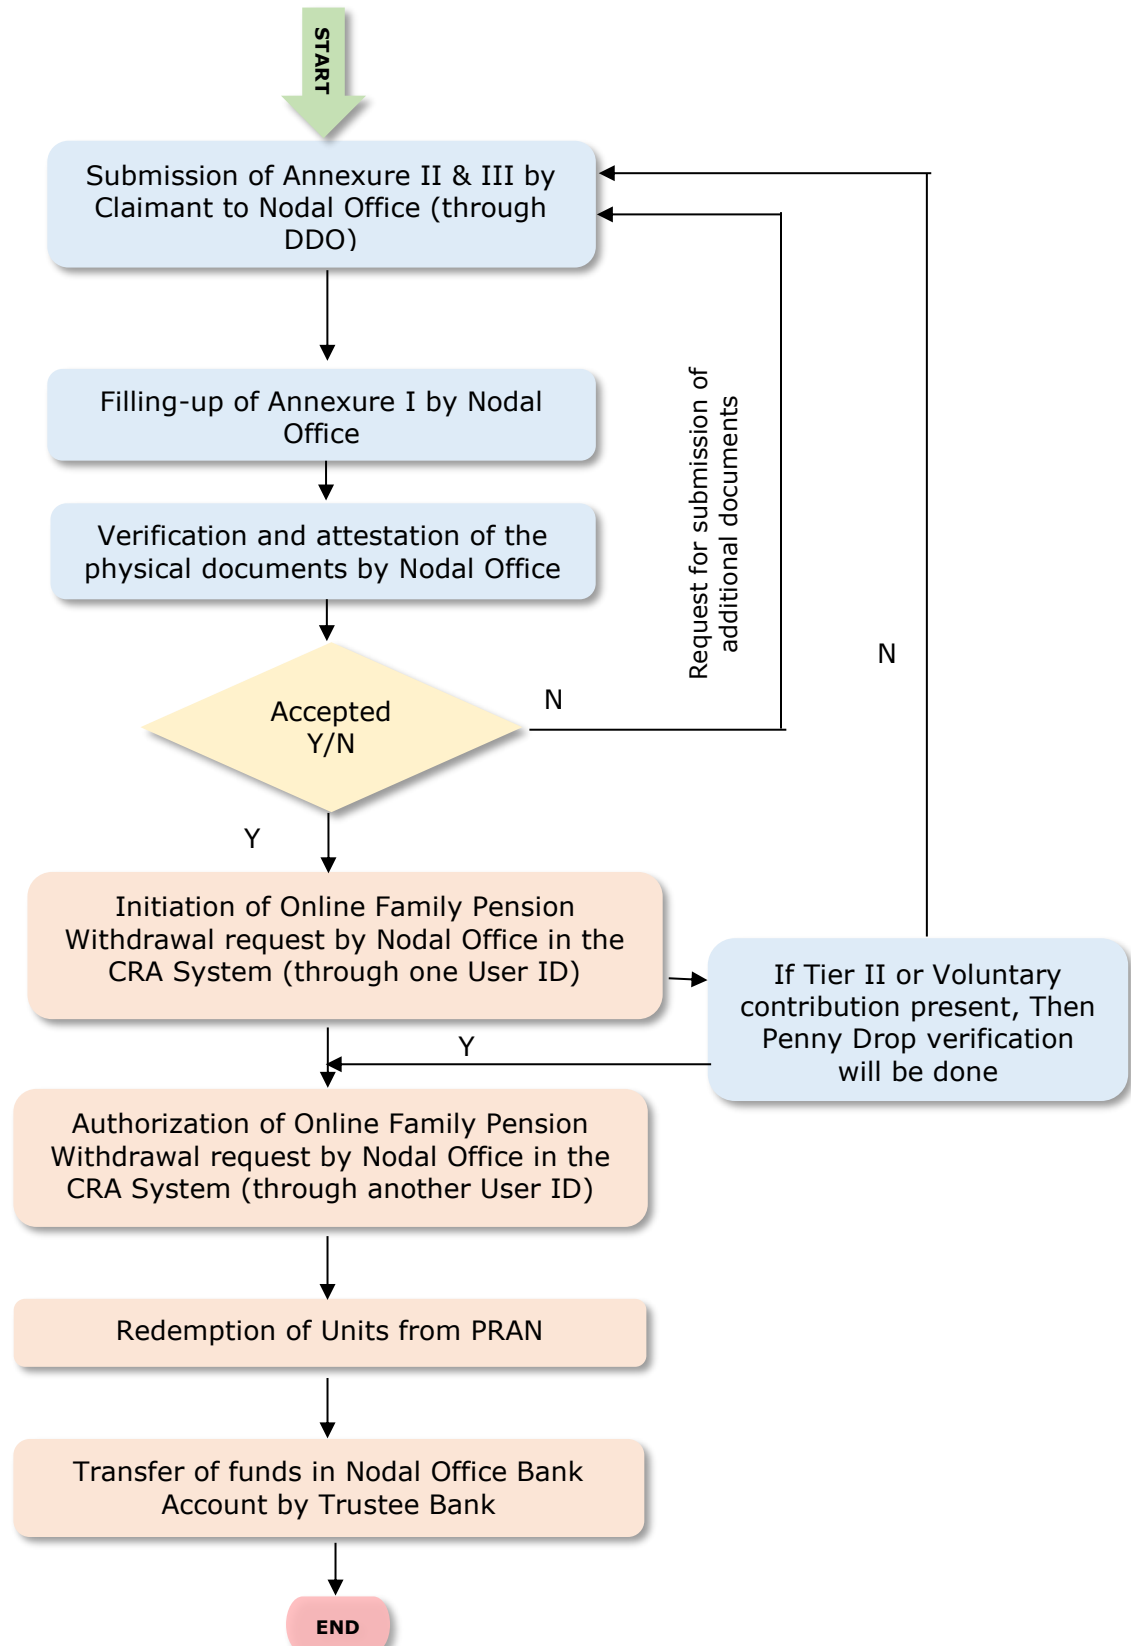 START
Submission of Annexure II & III by
Claimant to Nodal Office (through
DDO)
Filling-up of Annexure I by Nodal
Office
Verification and attestation of the
physical documents by Nodal Office
Request for submission of
additional documents
Accepted
Y/N
N
N
Y
Initiation of Online Family Pension
Withdrawal request by Nodal Office in the
CRA System (through one User ID)
If Tier II or Voluntary
contribution present, Then
Penny Drop verification
will be done
Y
Authorization of Online Family Pension
Withdrawal request by Nodal Office in the
CRA System (through another User ID)
Redemption of Units from PRAN
Transfer of funds in Nodal Office Bank
Account by Trustee Bank
END